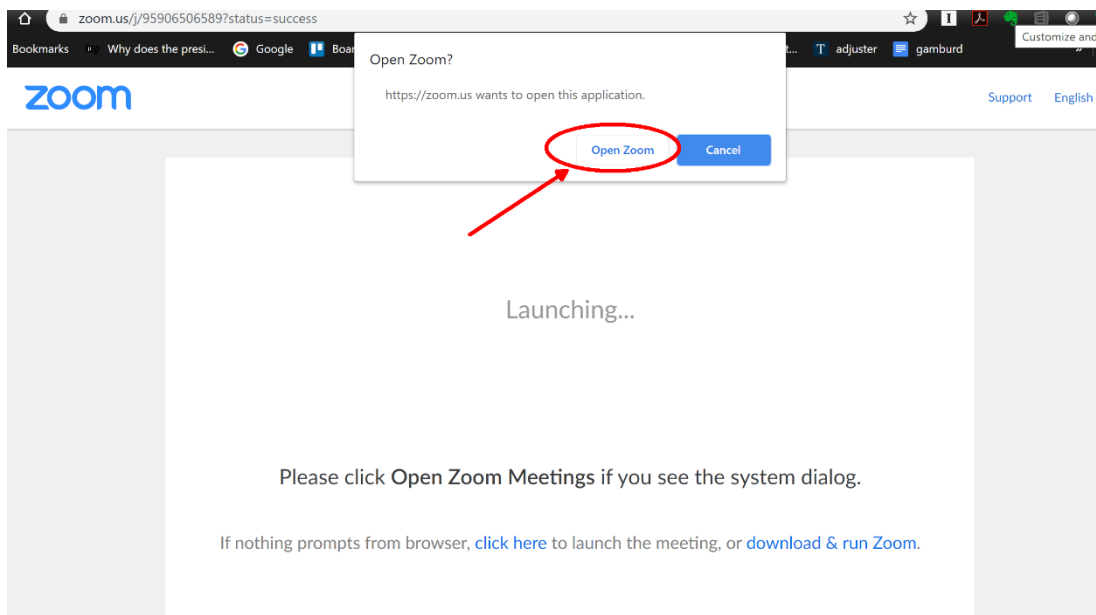 zoom.us/j/95906506589?status=success
Customize and
Bookmarks Why does the presi... Google Boar t... T adjuster gamburd
Open Zoom?
https://zoom.us wants to open this application.
Open Zoom Cancel
zoom
Support English
Launching...
Please click Open Zoom Meetings if you see the system dialog.
If nothing prompts from browser, click here to launch the meeting, or download & run Zoom.